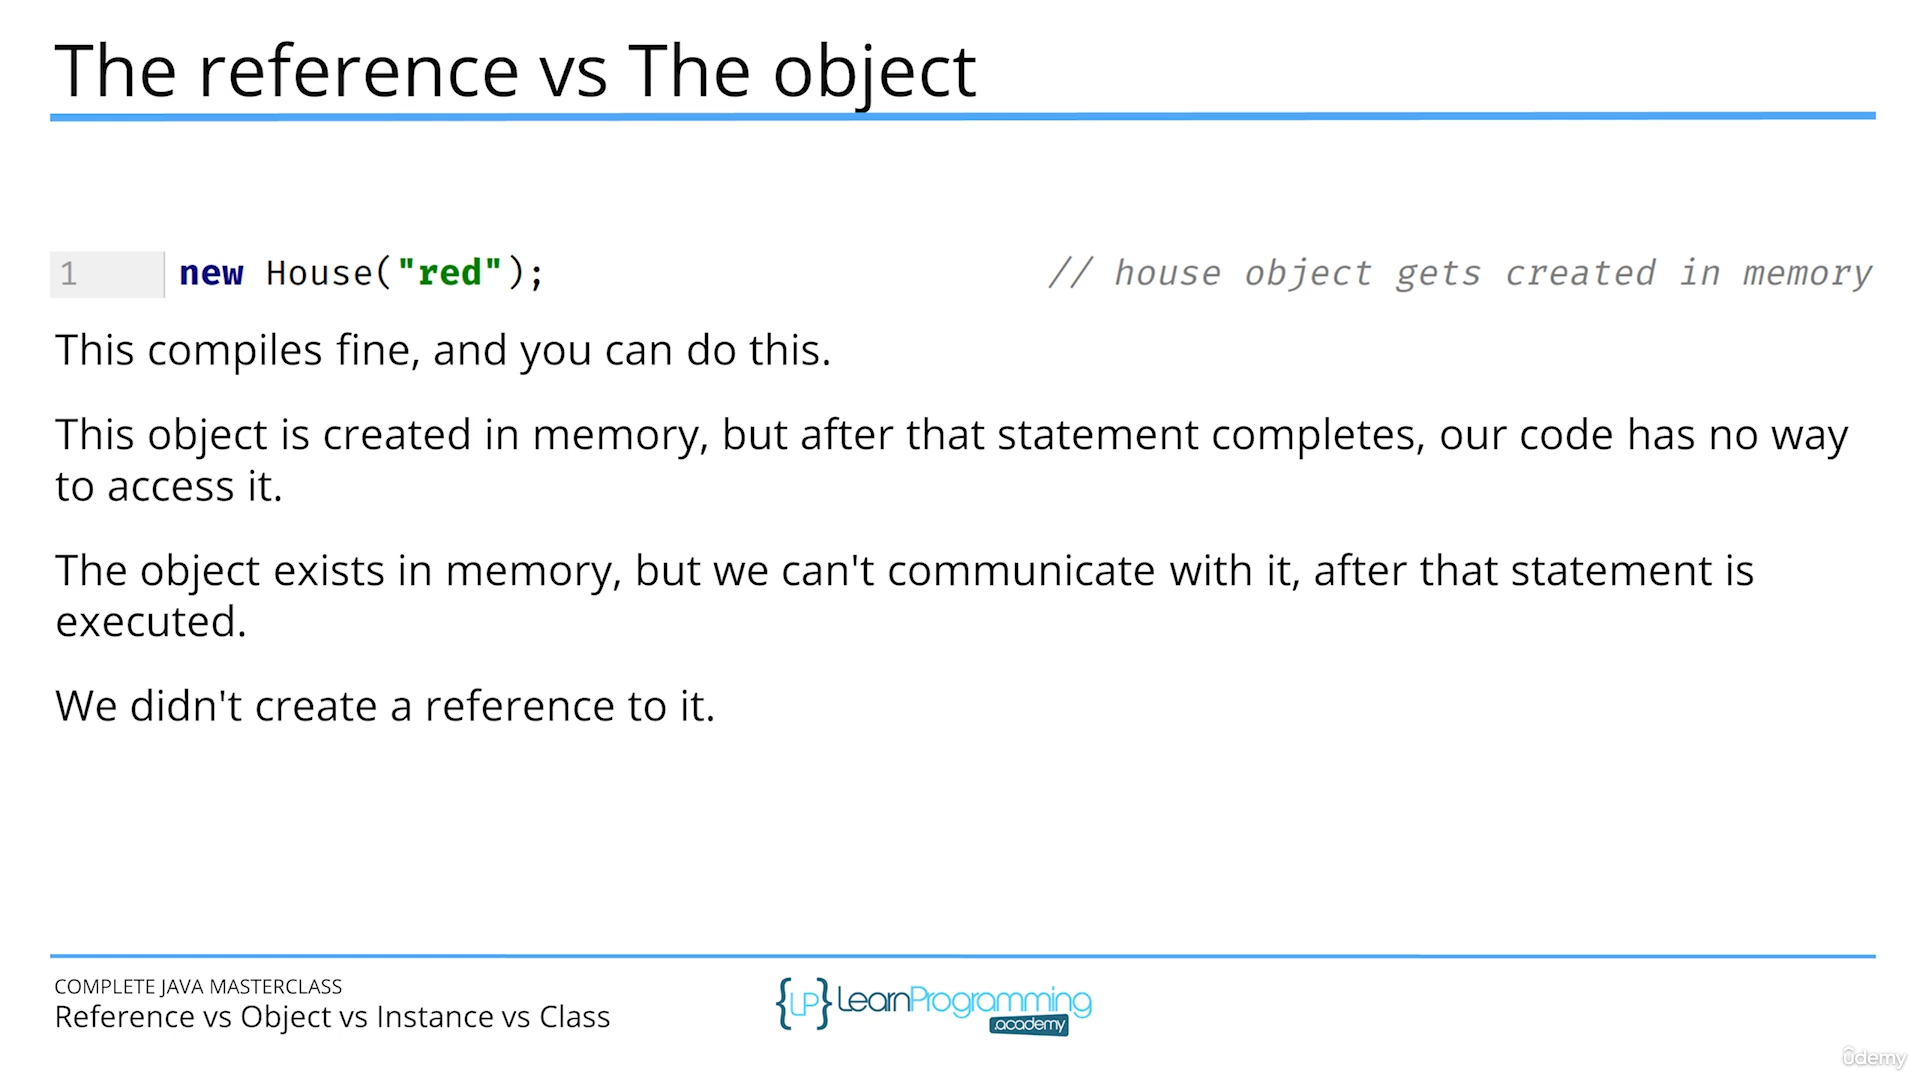 The reference vs The object
1 new House("red"); // house object gets created in memory
This compiles fine, and you can do this.
This object is created in memory, but after that statement completes, our code has no way
to access it.
The object exists in memory, but we can't communicate with it, after that statement is
executed.
We didn't create a reference to it.
COMPLETE JAVA MASTERCLASS
Reference vs Object vs Instance vs Class
{LP} LearnProgramming
.academy
ûdemy